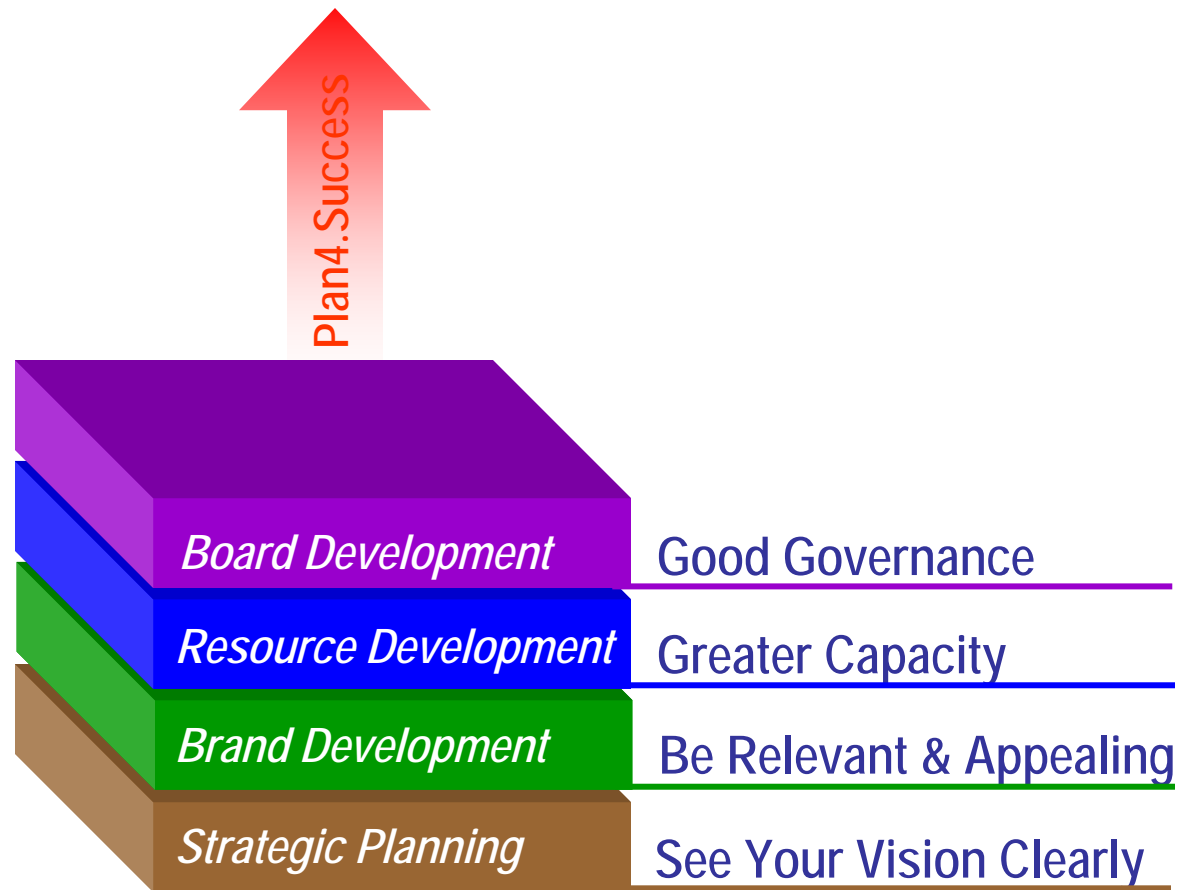 Plan4.Success
Board Development
Good Governance
Resource Development
Greater Capacity
Brand Development
Be Relevant & Appealing
Strategic Planning
See Your Vision Clearly